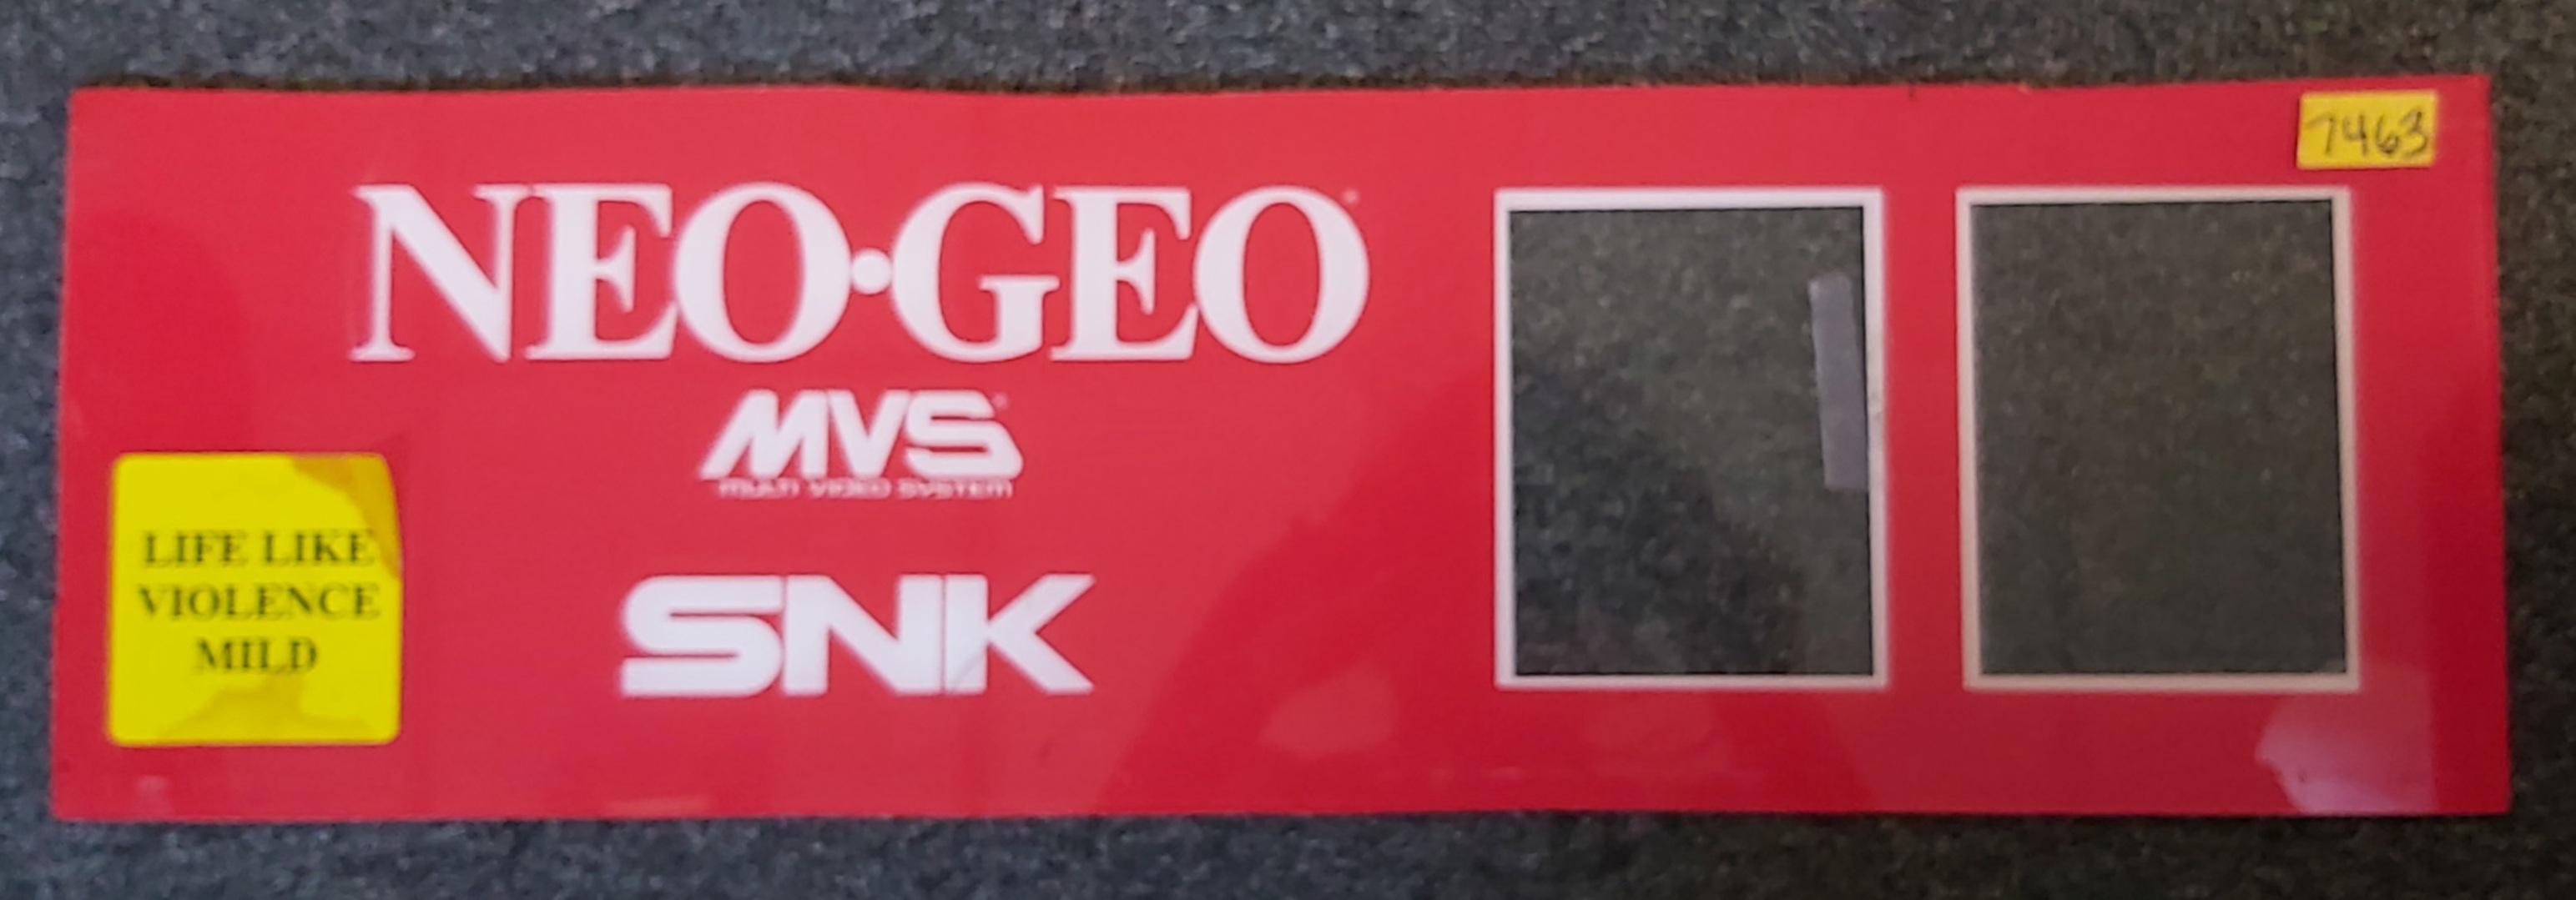 7463
NEO•GEO
MVS
MULTI VIDEO SYSTEM
SNK
LIFE LIKE
VIOLENCE
MILD